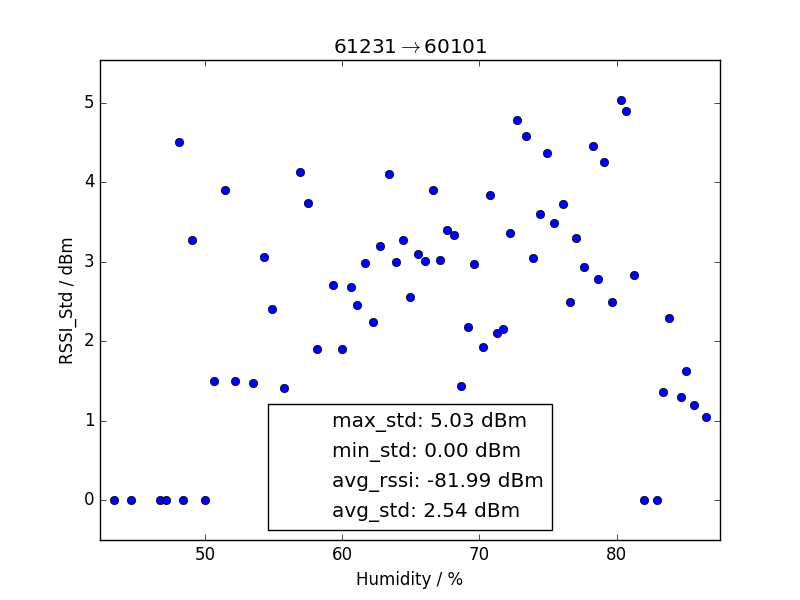 61231→60101
5
4
3
2
1
0
RSSI_Std / dBm
max_std: 5.03 dBm
min_std: 0.00 dBm
avg_rssi: -81.99 dBm
avg_std: 2.54 dBm
50 60 70 80
Humidity / %